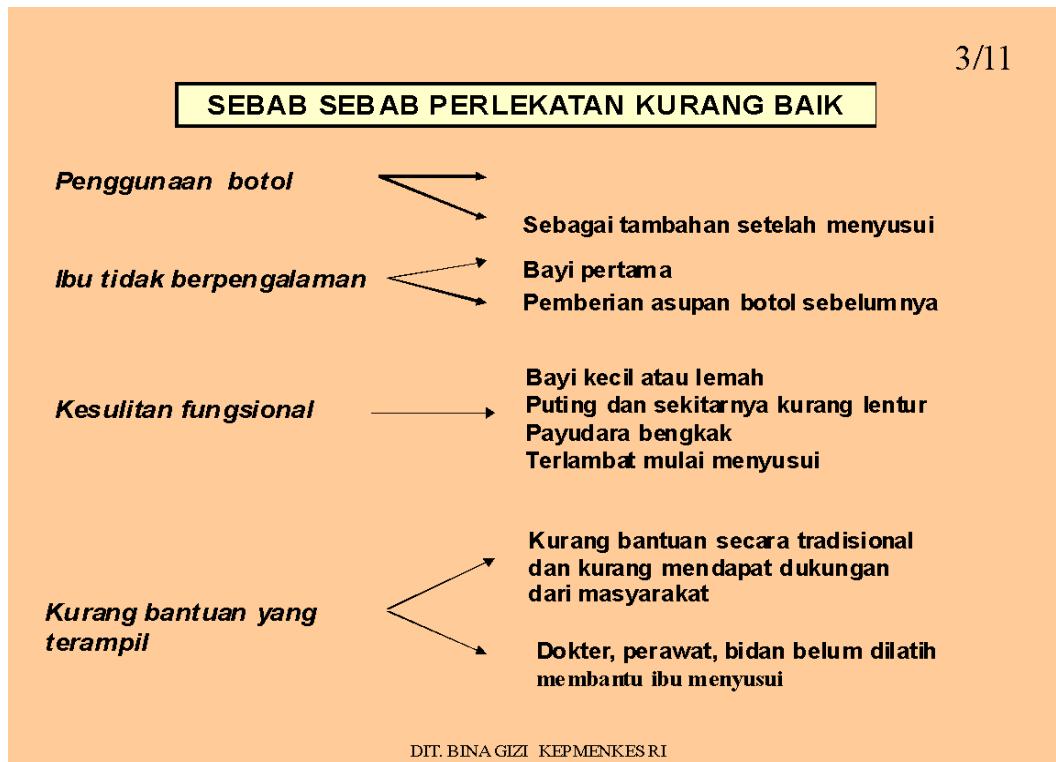 3/11
SEBAB SEBAB PERLEKATAN KURANG BAIK
Penggunaan botol
Sebagai tambahan setelah menyusui
Ibu tidak berpengalaman
Bayi pertama
Pemberian asupan botol sebelumnya
Kesulitan fungsional
Bayi kecil atau lemah
Puting dan sekitarnya kurang lentur
Payudara bengkak
Terlambat mulai menyusui
Kurang bantuan yang
terampil
Kurang bantuan secara tradisional
dan kurang mendapat dukungan
dari masyarakat
Dokter, perawat, bidan belum dilatih
membantu ibu menyusui
DIT. BINA GIZI KEPMENKES RI